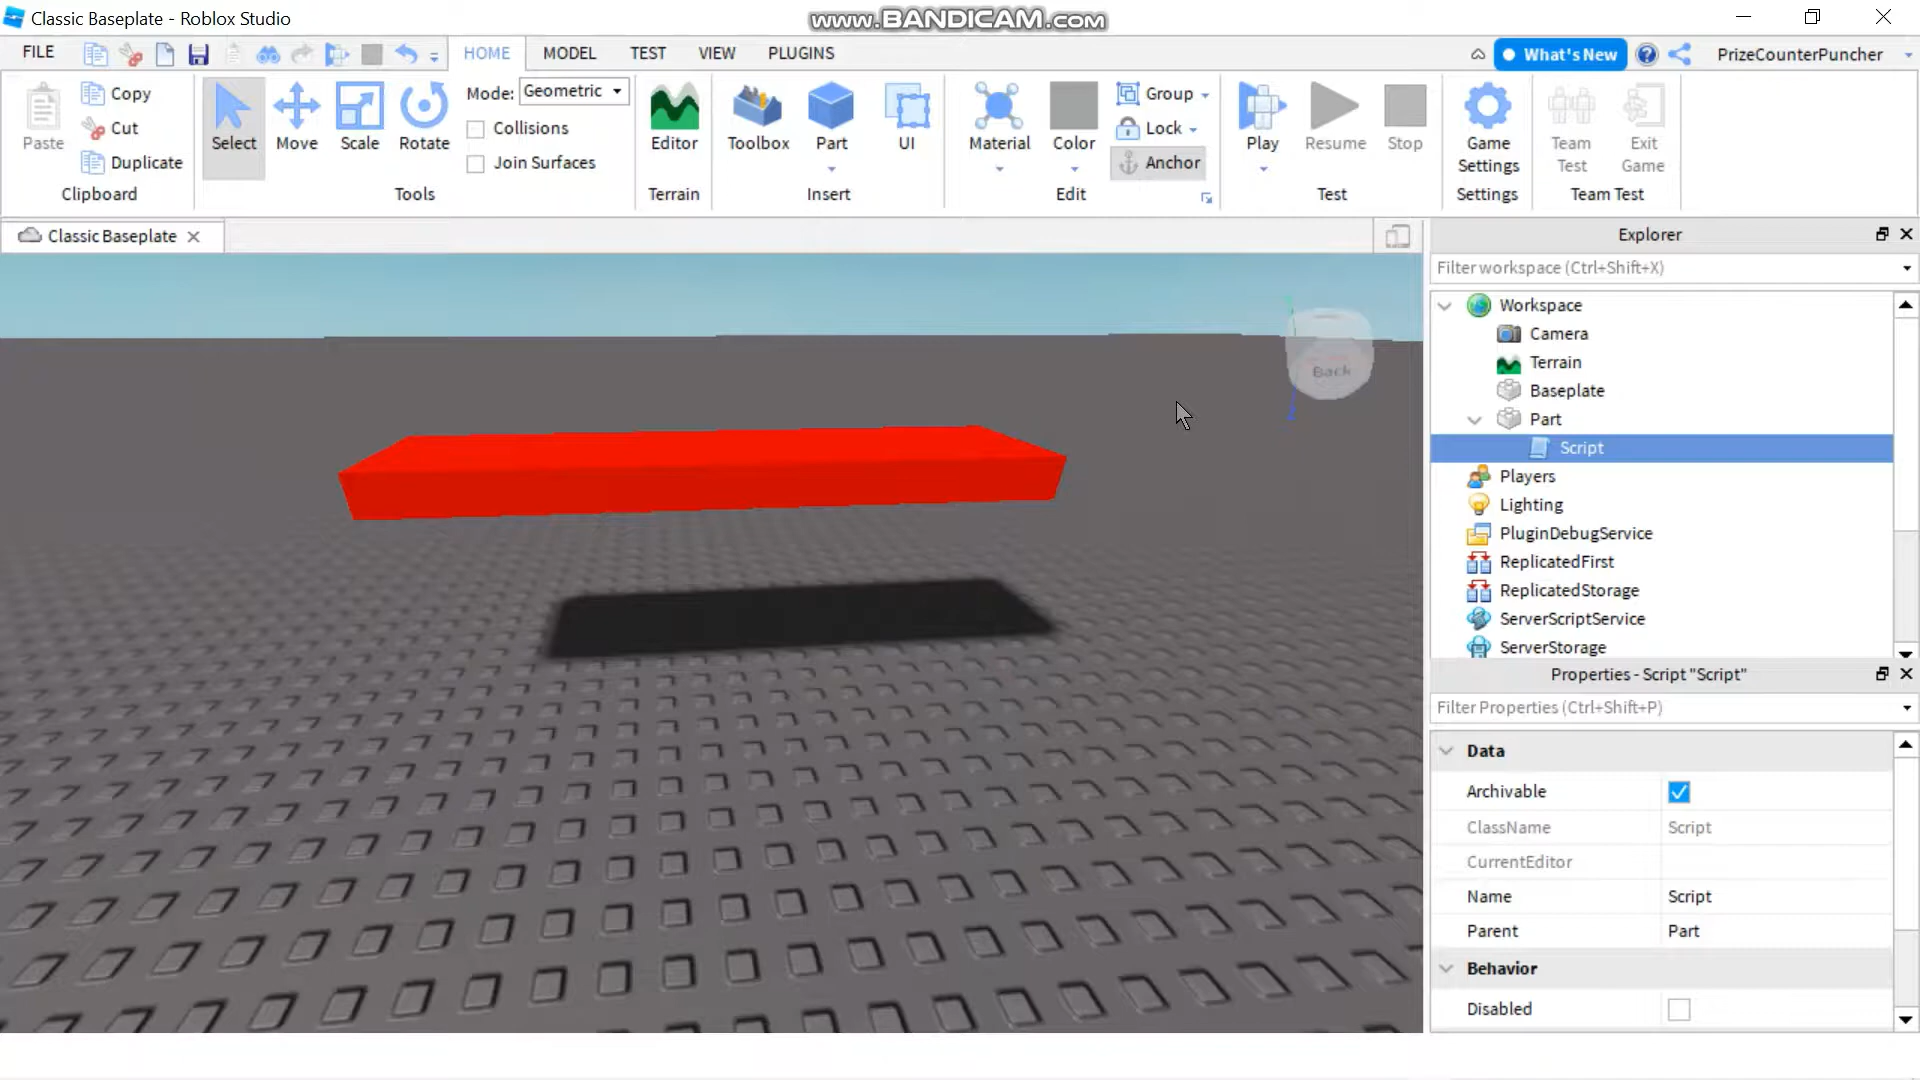 Classic Baseplate - Roblox Studio
www.BANDICAM.com
FILE
HOME
MODEL
TEST
VIEW
PLUGINS
What's New
PrizeCounterPuncher
Paste
Copy
Cut
Duplicate
Clipboard
Select
Move
Scale
Rotate
Mode: Geometric
Collisions
Join Surfaces
Tools
Editor
Terrain
Toolbox
Part
UI
Insert
Material
Color
Group
Lock
Anchor
Edit
Play
Resume
Stop
Test
Game
Settings
Settings
Team
Test
Exit
Game
Team Test
Classic Baseplate
Back
Explorer
Filter workspace (Ctrl+Shift+X)
Workspace
Camera
Terrain
Baseplate
Part
Script
Players
Lighting
PluginDebugService
ReplicatedFirst
ReplicatedStorage
ServerScriptService
ServerStorage
Properties - Script "Script"
Filter Properties (Ctrl+Shift+P)
Data
Archivable
ClassName Script
CurrentEditor
Name Script
Parent Part
Behavior
Disabled